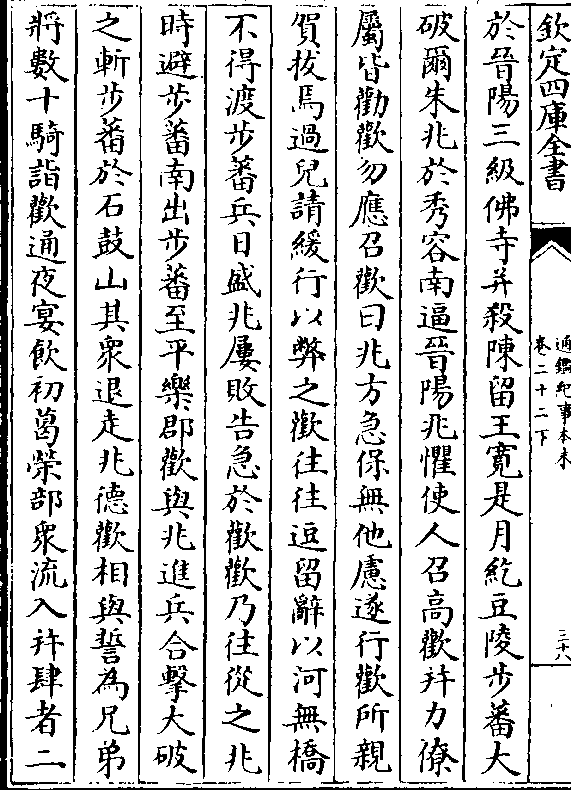 欽定四庫全書
通鑑紀事本末
卷二十二下
三十八
於晉陽三級佛寺并殺陳留王寛是月紇豆陵步蕃大
破爾朱兆於秀容南逼晉陽兆懼使人召高歡并力僚
屬皆勸歡勿應召歡曰兆方急保無他慮遂行歡所親
賀拔焉過兒請緩行以弊之歡往往逗留辭以河無橋
不得渡步蕃兵日盛兆屢敗告急於歡歡乃往從之兆
時避步蕃南出步蕃至平樂郡歡與兆進兵合擊大破
之斬步蕃於石鼓山其衆退走兆德歡相與誓為兄弟
將數十騎詣歡通夜宴飲初葛榮部衆流入并肆者二